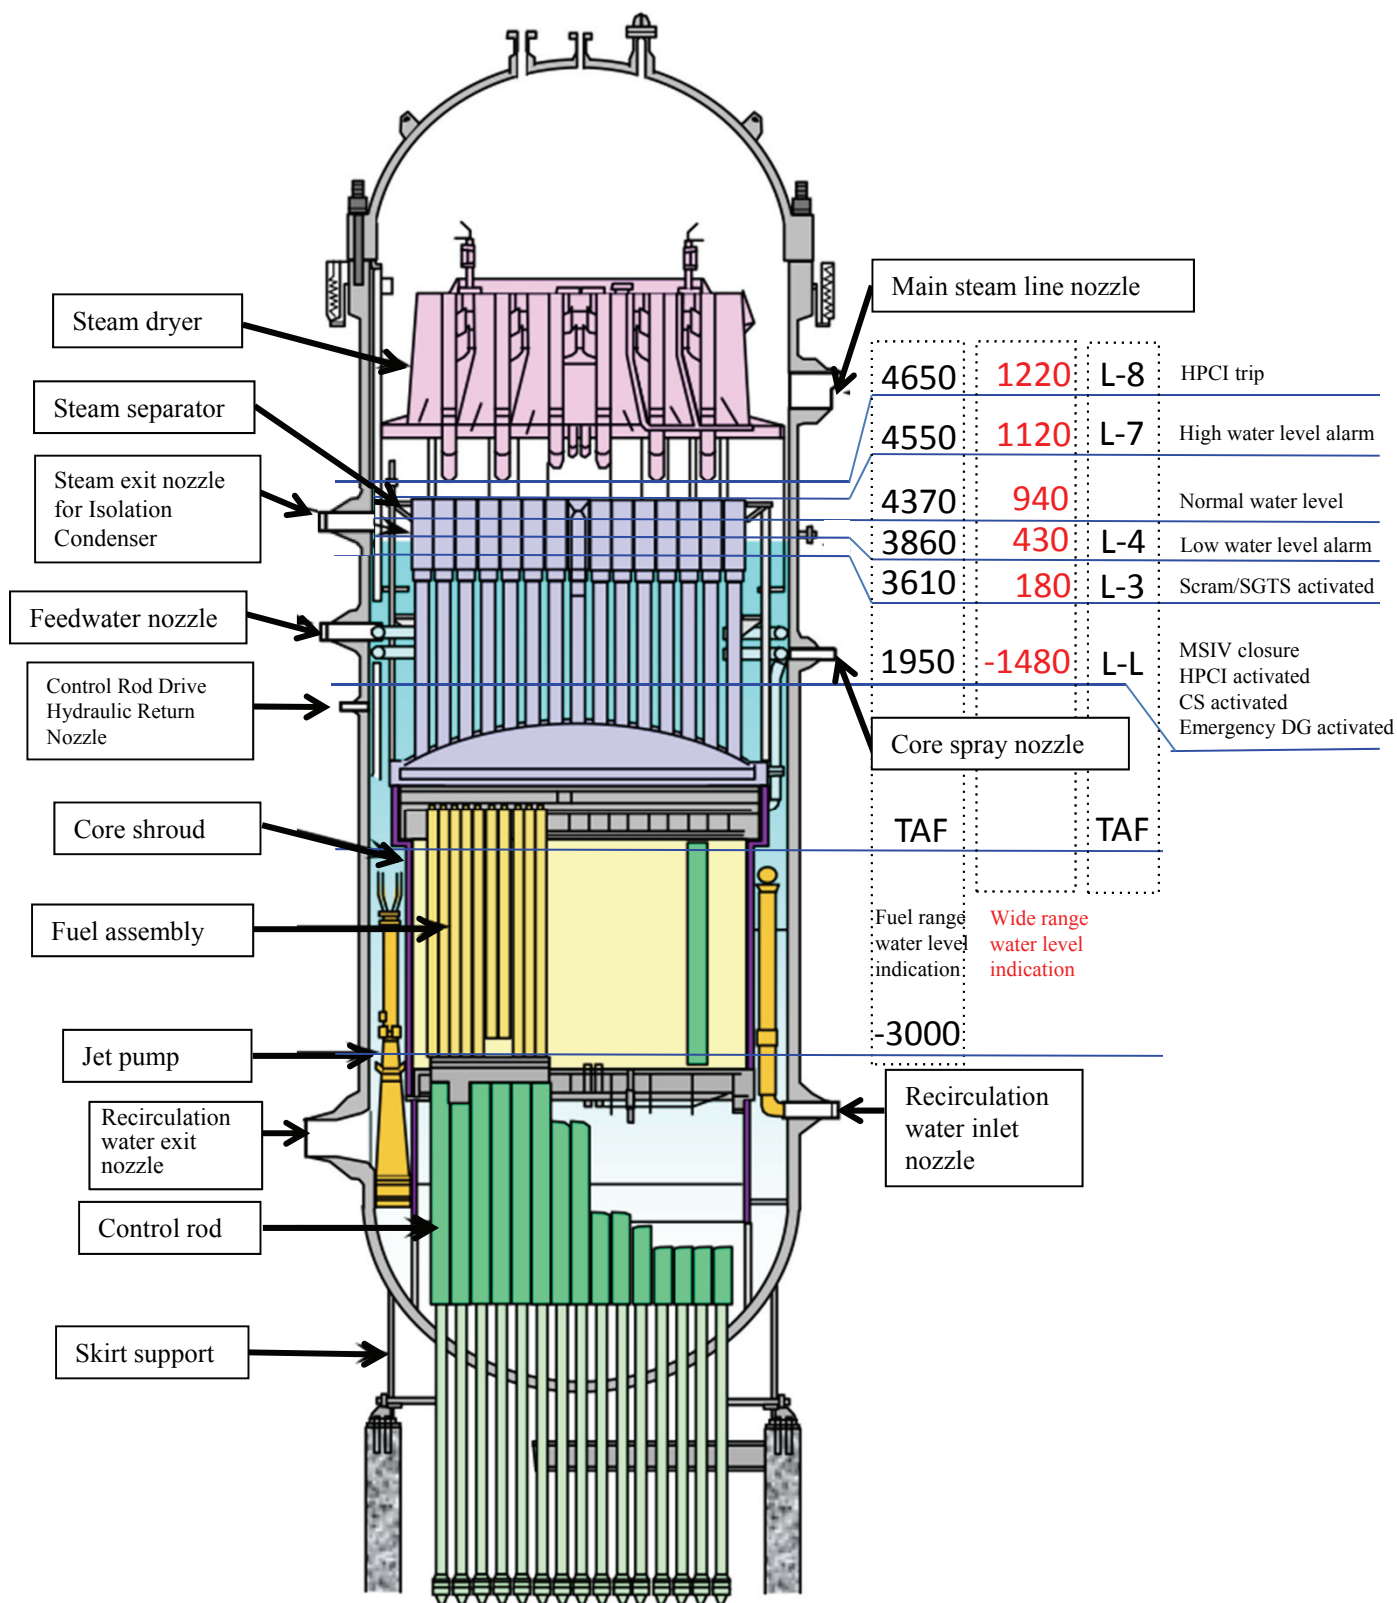 Steam dryer
Steam separator
Steam exit nozzle
for Isolation
Condenser
Feedwater nozzle
Control Rod Drive
Hydraulic Return
Nozzle
Core shroud
Fuel assembly
Jet pump
Recirculation
water exit
nozzle
Control rod
Skirt support
Main steam line nozzle
4650 1220 L-8 HPCI trip
4550 1120 L-7 High water level alarm
4370 940 Normal water level
3860 430 L-4 Low water level alarm
3610 180 L-3 Scram/SGTS activated
1950 -1480 L-L MSIV closure
HPCI activated
CS activated
Emergency DG activated
Core spray nozzle
TAF TAF
Fuel range
water level
indication
Wide range
water level
indication
-3000
Recirculation
water inlet
nozzle